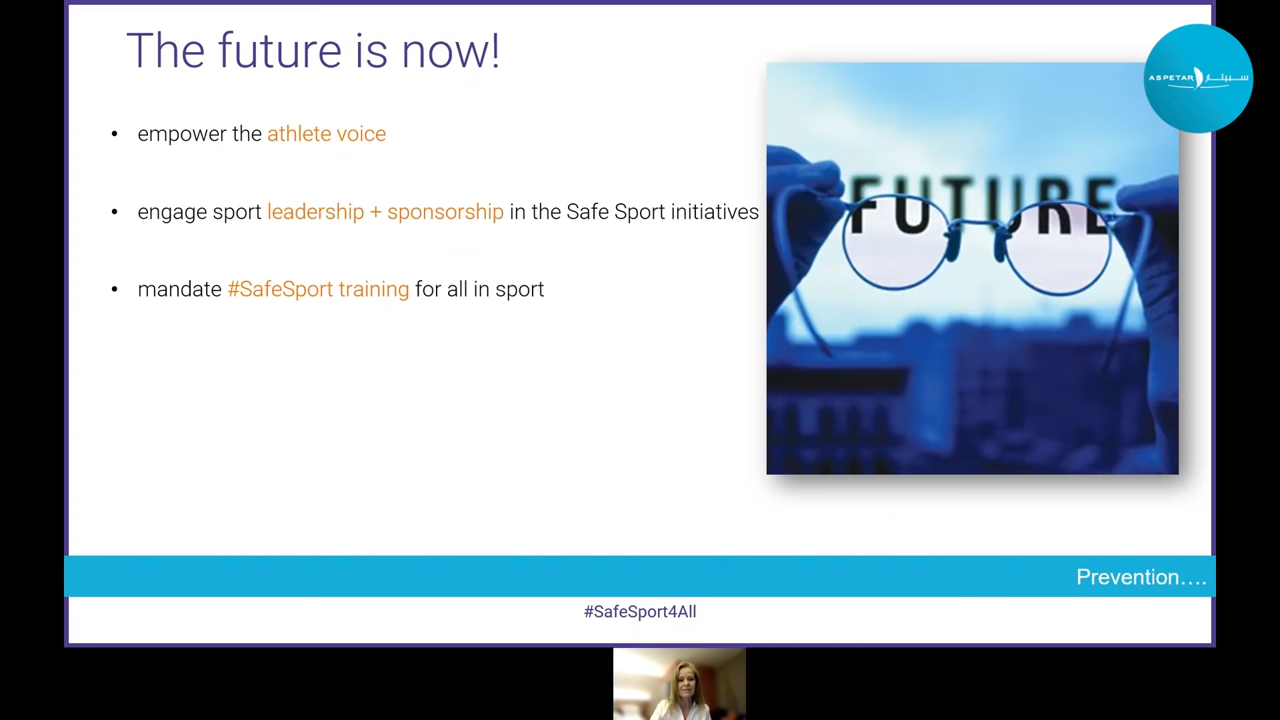 The future is now!
• empower the athlete voice
• engage sport leadership + sponsorship in the Safe Sport initiatives
• mandate #SafeSport training for all in sport
ASPETAR سبيتار
FUTURE
Prevention....
#SafeSport4All